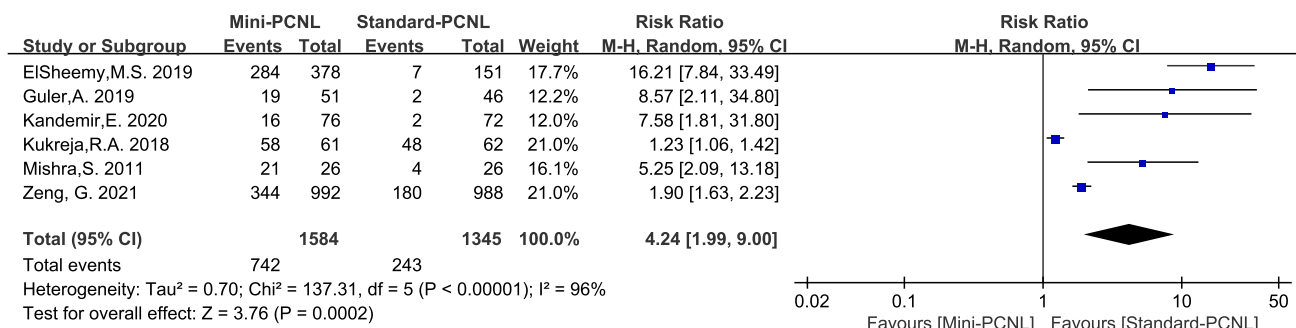 Mini-PCNL Standard-PCNL Risk Ratio Risk Ratio
Study or Subgroup Events Total Events Total Weight M-H, Random, 95% CI M-H, Random, 95% CI
ElSheemy,M.S. 2019 284 378 7 151 17.7% 16.21 [7.84, 33.49]
Guler,A. 2019 19 51 2 46 12.2% 8.57 [2.11, 34.80]
Kandemir,E. 2020 16 76 2 72 12.0% 7.58 [1.81, 31.80]
Kukreja,R.A. 2018 58 61 48 62 21.0% 1.23 [1.06, 1.42]
Mishra,S. 2011 21 26 4 26 16.1% 5.25 [2.09, 13.18]
Zeng, G. 2021 344 992 180 988 21.0% 1.90 [1.63, 2.23]
Total (95% CI) 1584 1345 100.0% 4.24 [1.99, 9.00]
Total events 742 243
Heterogeneity: Tau² = 0.70; Chi² = 137.31, df = 5 (P < 0.00001); I² = 96%
Test for overall effect: Z = 3.76 (P = 0.0002)
0.02 0.1 1 10 50
Favours [Mini-PCNL] Favours [Standard-PCNL]